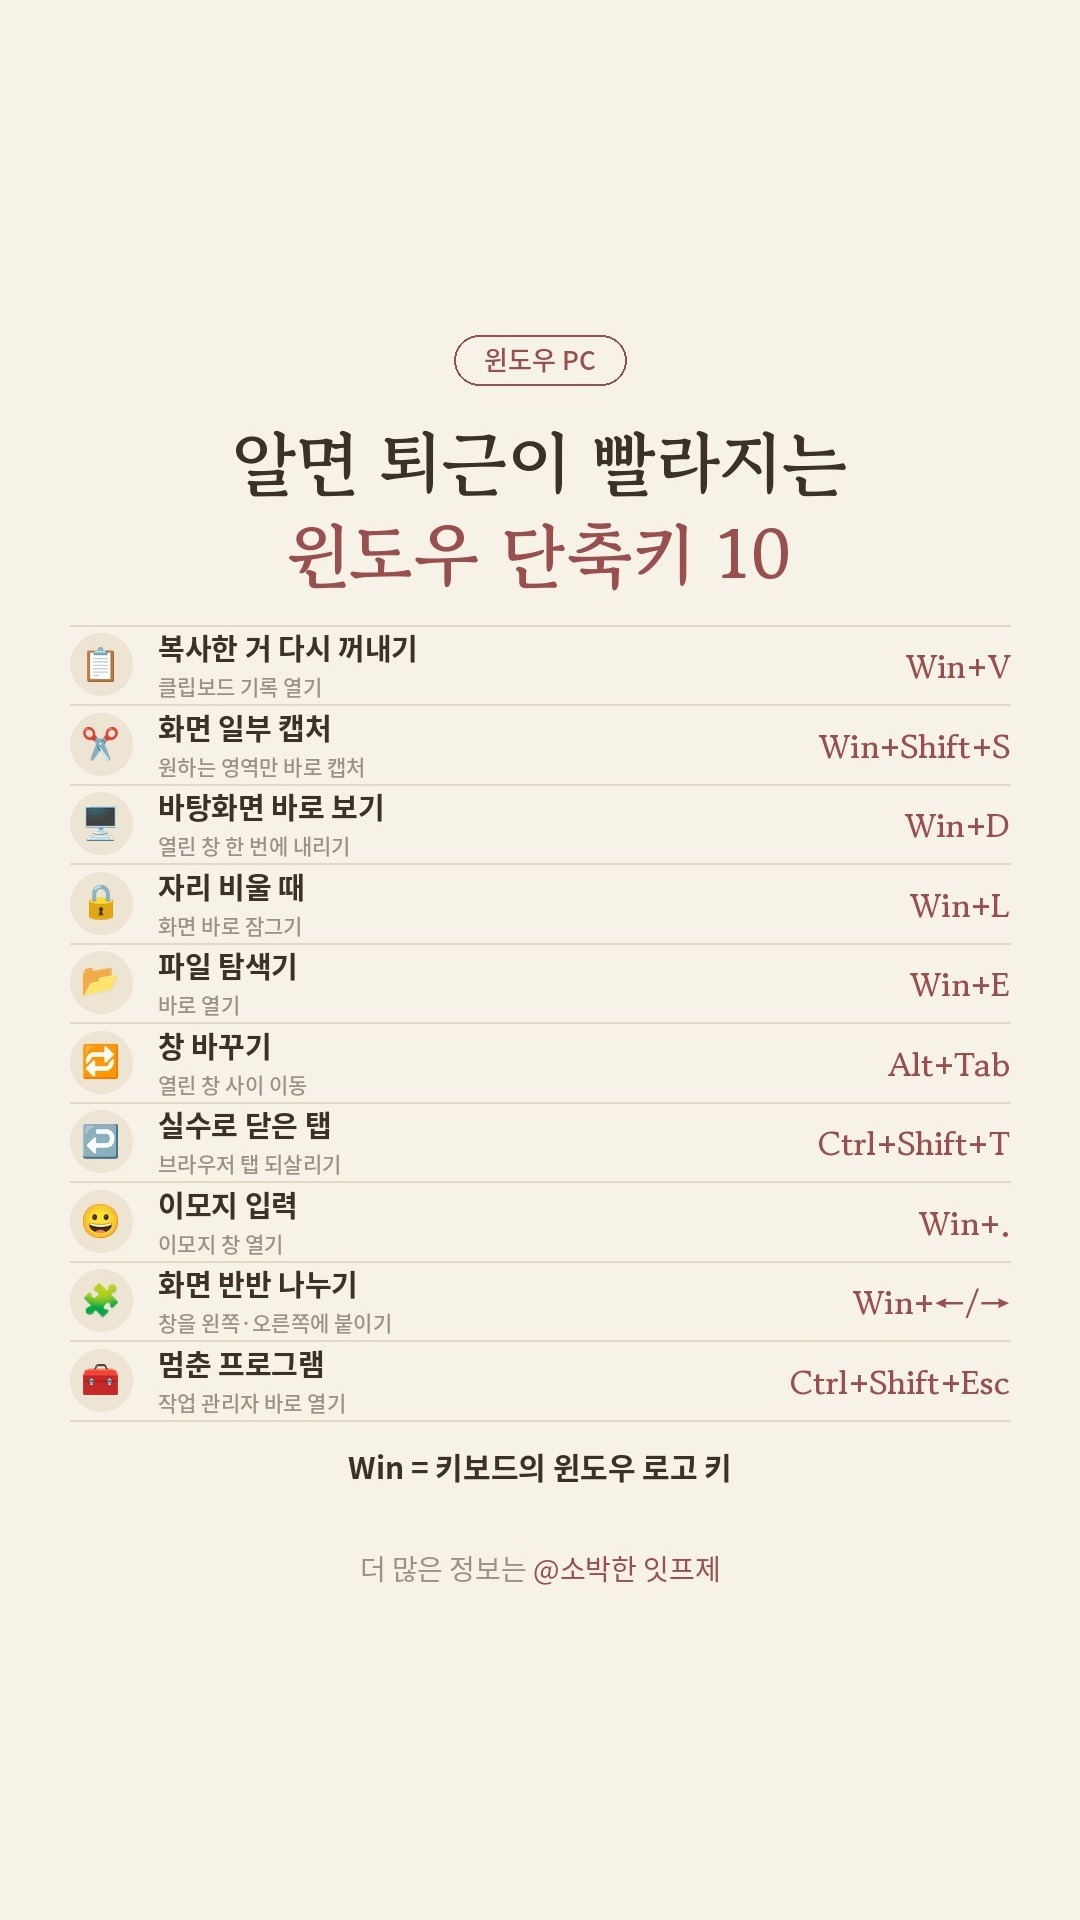 윈도우 PC
알면 퇴근이 빨라지는
윈도우 단축키 10
복사한 거 다시 꺼내기
클립보드 기록 열기
Win+V
화면 일부 캡처
원하는 영역만 바로 캡처
Win+Shift+S
바탕화면 바로 보기
열린 창 한 번에 내리기
Win+D
자리 비울 때
화면 바로 잠그기
Win+L
파일 탐색기
바로 열기
Win+E
창 바꾸기
열린 창 사이 이동
Alt+Tab
실수로 닫은 탭
브라우저 탭 되살리기
Ctrl+Shift+T
이모지 입력
이모지 창 열기
Win+.
화면 반반 나누기
창을 왼쪽·오른쪽에 붙이기
Win+←/→
멈춘 프로그램
작업 관리자 바로 열기
Ctrl+Shift+Esc
Win = 키보드의 윈도우 로고 키
더 많은 정보는 @소박한 잇프제